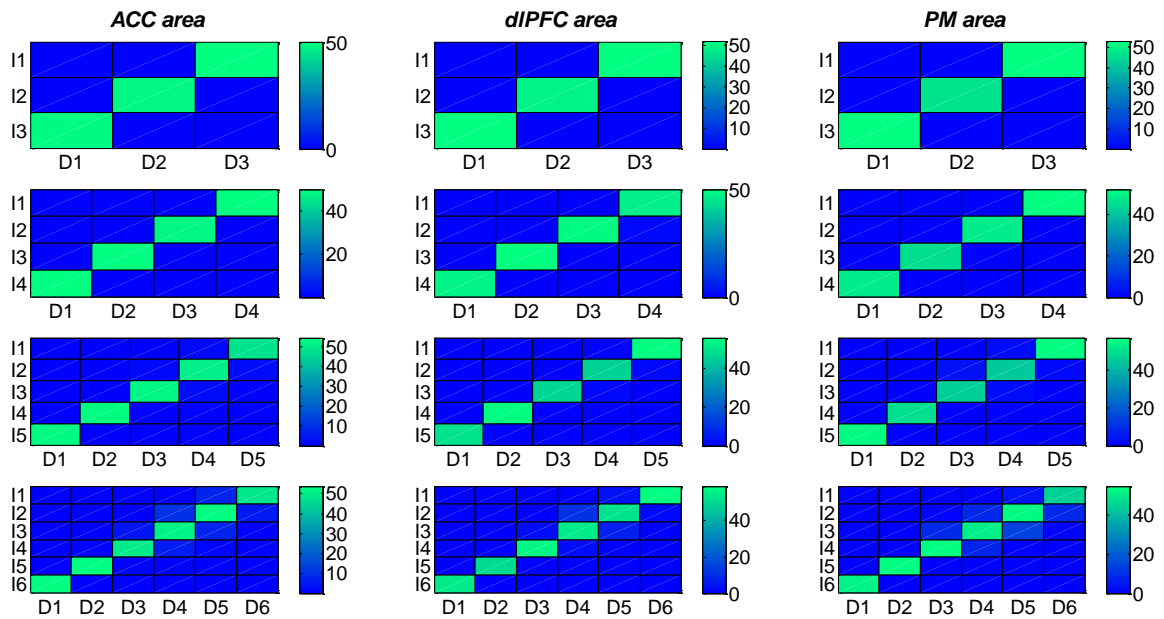 ACC area
dlPFC area
PM area
I1
I2
I3
D1 D2 D3
50
0
I1
I2
I3
D1 D2 D3
50
40
30
20
10
I1
I2
I3
D1 D2 D3
50
40
30
20
10
I1
I2
I3
I4
D1 D2 D3 D4
40
20
I1
I2
I3
I4
D1 D2 D3 D4
50
0
I1
I2
I3
I4
D1 D2 D3 D4
40
20
0
I1
I2
I3
I4
I5
D1 D2 D3 D4 D5
50
40
30
20
10
I1
I2
I3
I4
I5
D1 D2 D3 D4 D5
40
20
0
I1
I2
I3
I4
I5
D1 D2 D3 D4 D5
40
20
0
I1
I2
I3
I4
I5
I6
D1 D2 D3 D4 D5 D6
50
40
30
20
10
I1
I2
I3
I4
I5
I6
D1 D2 D3 D4 D5 D6
40
20
0
I1
I2
I3
I4
I5
I6
D1 D2 D3 D4 D5 D6
40
20
0